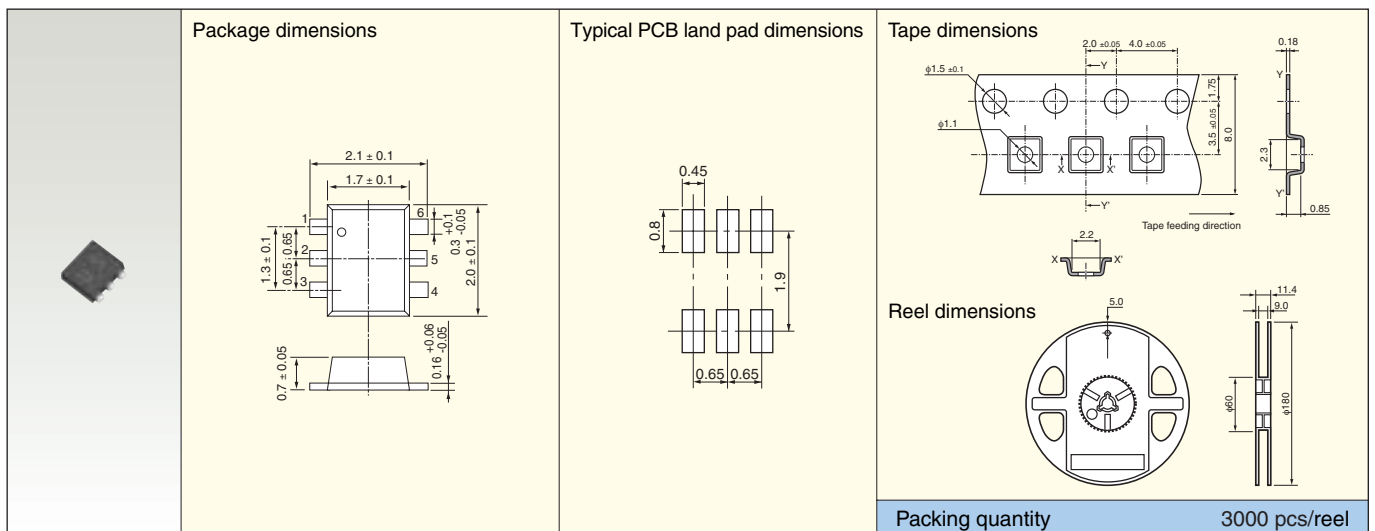 Package dimensions
2.1 ± 0.1
1.7 ± 0.1
1
2
3
6
5
4
1.3 ± 0.1
0.65
0.65
0.3 +0.1 -0.05
2.0 ± 0.1
0.7 ± 0.05
0.16 +0.06 -0.05
Typical PCB land pad dimensions
0.45
0.8
1.9
0.65
0.65
Tape dimensions
2.0 ±0.05
4.0 ±0.05
0.18
φ1.5 ±0.1
Y
Y
1.75
φ1.1
3.5 ±0.05
8.0
2.3
X
X'
Y'
Y'
0.85
Tape feeding direction
2.2
X
X'
Reel dimensions
5.0
11.4
9.0
φ60
φ180
Packing quantity
3000 pcs/reel